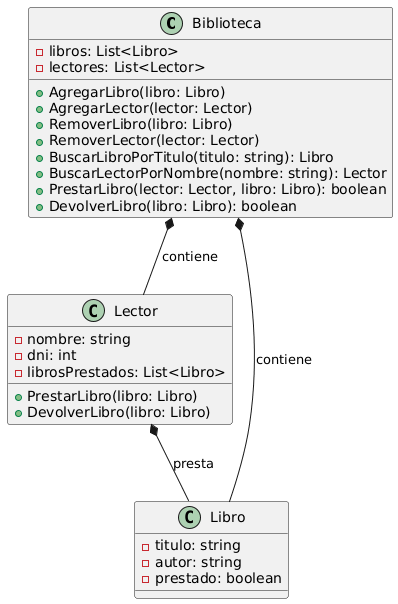 C Biblioteca
libros: List<Libro>
lectores: List<Lector>
AgregarLibro(libro: Libro)
AgregarLector(lector: Lector)
RemoverLibro(libro: Libro)
RemoverLector(lector: Lector)
BuscarLibroPorTitulo(titulo: string): Libro
BuscarLectorPorNombre(nombre: string): Lector
PrestarLibro(lector: Lector, libro: Libro): boolean
DevolverLibro(libro: Libro): boolean
contiene
C Lector
nombre: string
dni: int
librosPrestados: List<Libro>
PrestarLibro(libro: Libro)
DevolverLibro(libro: Libro)
contiene
presta
C Libro
titulo: string
autor: string
prestado: boolean